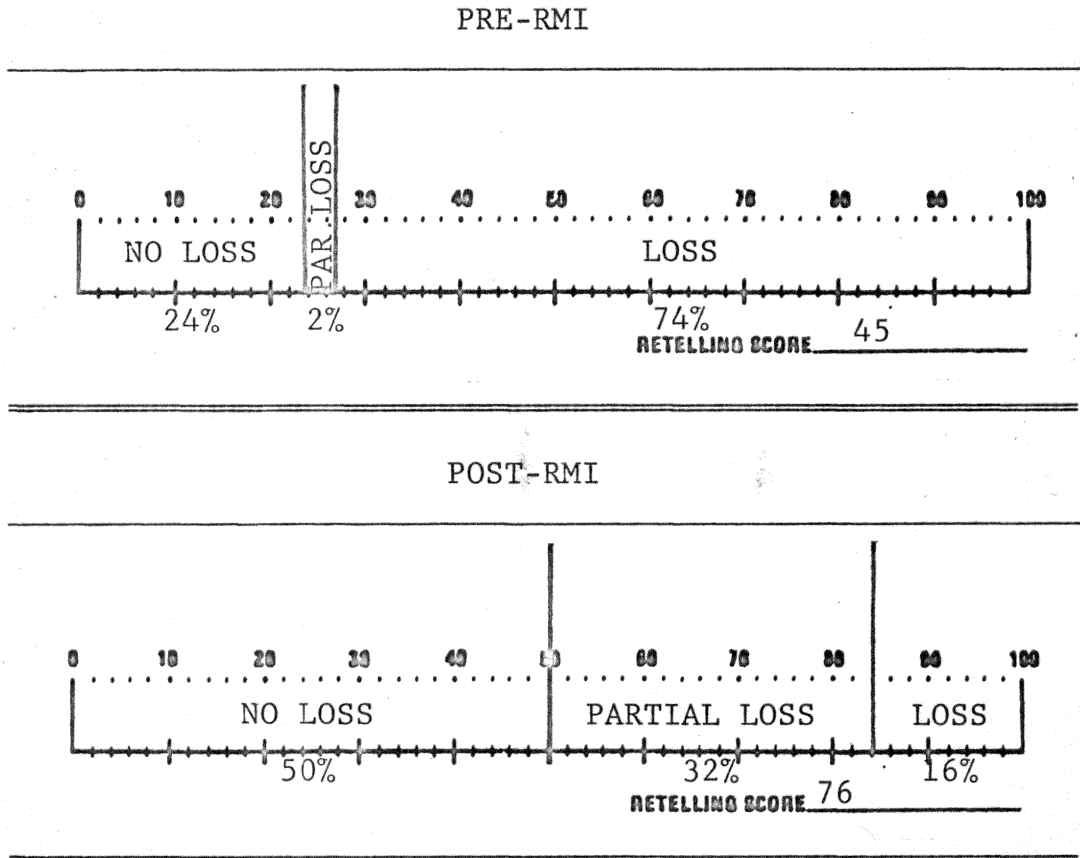 PRE-RMI
0 10 20 30 40 50 60 70 80 90 100
NO LOSS PAR. LOSS LOSS
24% 2% 74%
RETELLING SCORE 45
POST-RMI
0 10 20 30 40 50 60 70 80 90 100
NO LOSS PARTIAL LOSS LOSS
50% 32% 16%
RETELLING SCORE 76